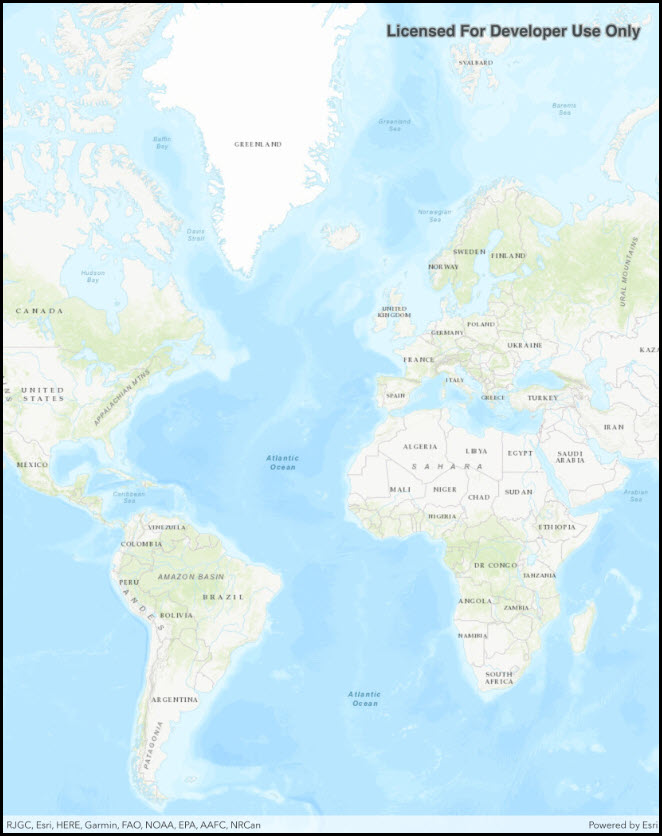 Licensed For Developer Use Only
SVALBARD
Barents
Sea
Greenland
Sea
Baffin
Bay
GREENLAND
Norwegian
Sea
Davis
Strait
SWEDEN
FINLAND
NORWAY
URAL MOUNTAINS
Hudson
Bay
CANADA
UNITED
KINGDOM
POLAND
GERMANY
UKRAINE
KAZA
FRANCE
ITALY
UNITED
STATES
APPALACHIAN MTNS
SPAIN
GREECE
TURKEY
IRAN
ALGERIA
LIBYA
EGYPT
SAUDI
ARABIA
Atlantic
Ocean
SAHARA
MEXICO
MALI
NIGER
CHAD
SUDAN
Caribbean
Sea
Arabian
Sea
NIGERIA
VENEZUELA
ETHIOPIA
COLOMBIA
DR CONGO
TANZANIA
AMAZON BASIN
PERU
BRAZIL
ANDES
ANGOLA
ZAMBIA
BOLIVIA
NAMIBIA
SOUTH
AFRICA
ARGENTINA
Atlantic
Ocean
PATAGONIA
RJGC, Esri, HERE, Garmin, FAO, NOAA, EPA, AAFC, NRCan
Powered by Esri